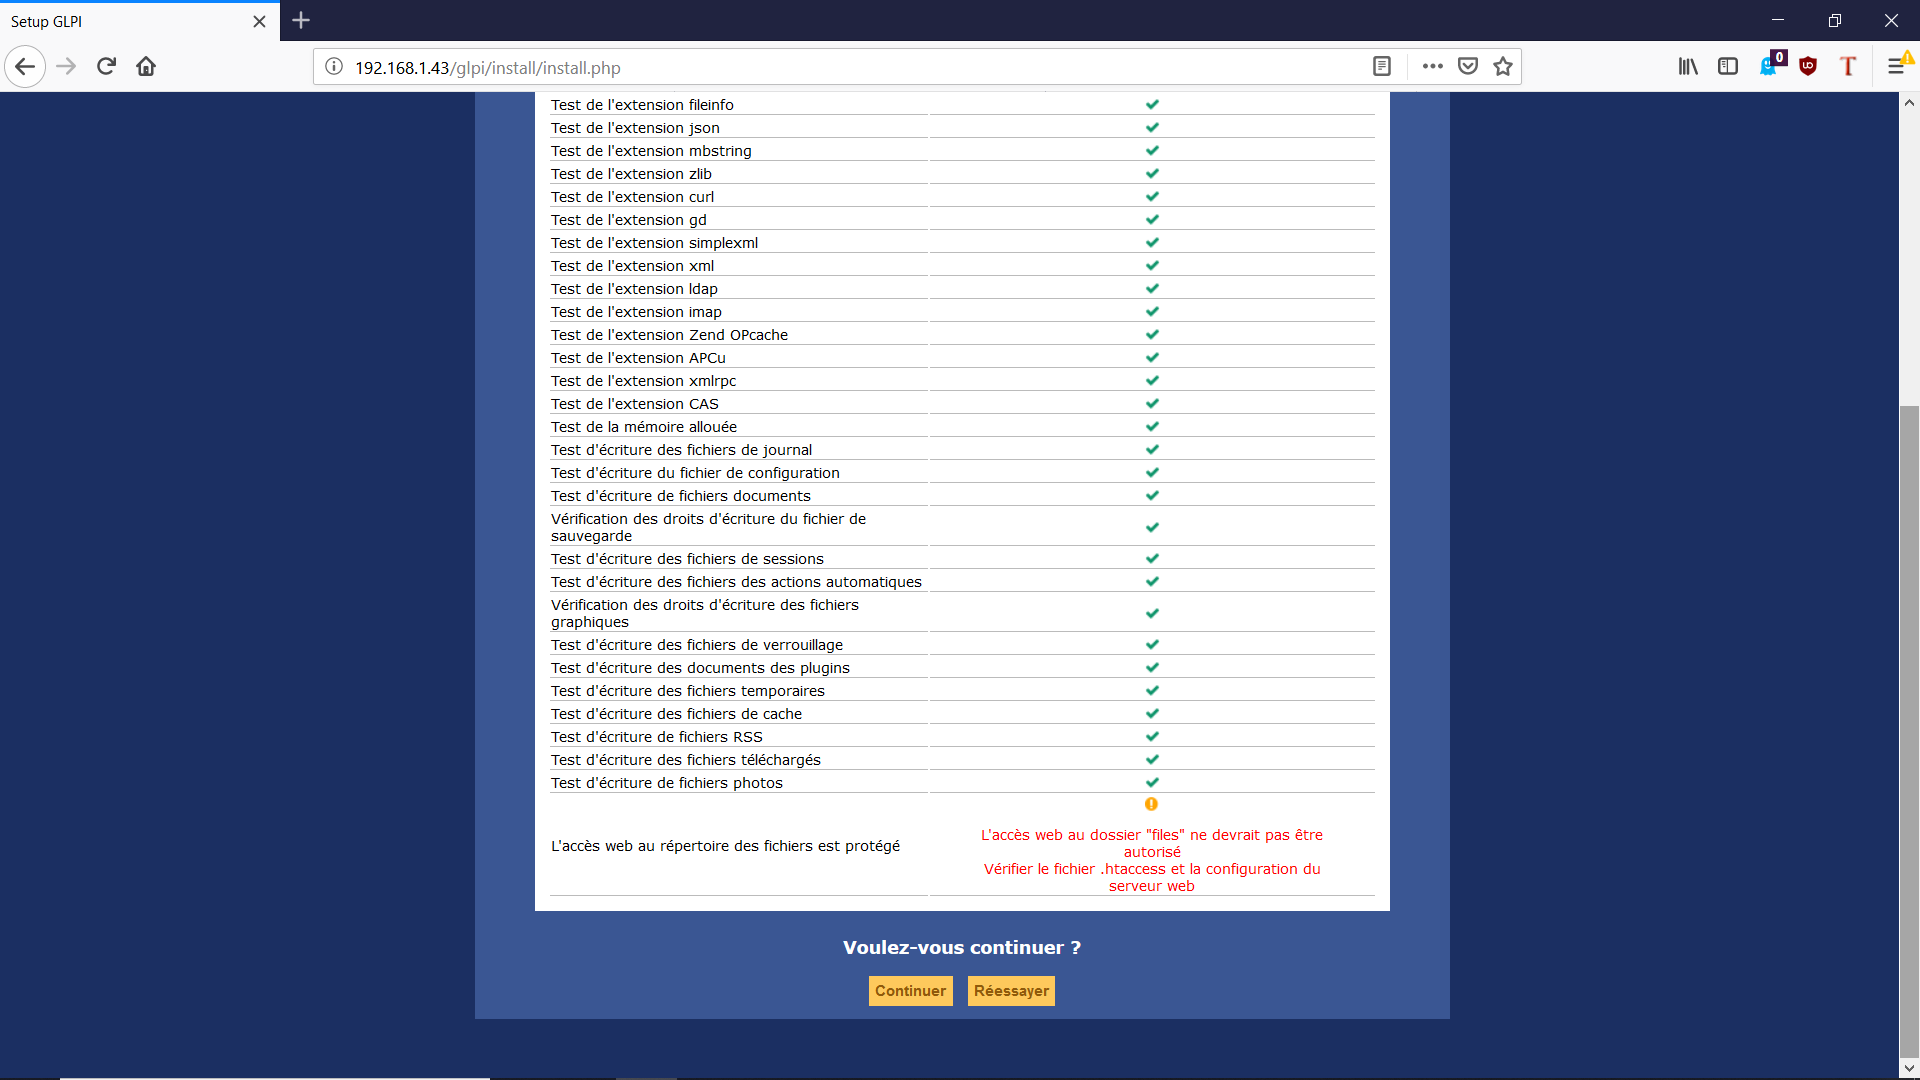 Setup GLPI
192.168.1.43/glpi/install/install.php
0
Test de l'extension fileinfo
Test de l'extension json
Test de l'extension mbstring
Test de l'extension zlib
Test de l'extension curl
Test de l'extension gd
Test de l'extension simplexml
Test de l'extension xml
Test de l'extension ldap
Test de l'extension imap
Test de l'extension Zend OPcache
Test de l'extension APCu
Test de l'extension xmlrpc
Test de l'extension CAS
Test de la mémoire allouée
Test d'écriture des fichiers de journal
Test d'écriture du fichier de configuration
Test d'écriture de fichiers documents
Vérification des droits d'écriture du fichier de
sauvegarde
Test d'écriture des fichiers de sessions
Test d'écriture des fichiers des actions automatiques
Vérification des droits d'écriture des fichiers
graphiques
Test d'écriture des fichiers de verrouillage
Test d'écriture des documents des plugins
Test d'écriture des fichiers temporaires
Test d'écriture des fichiers de cache
Test d'écriture de fichiers RSS
Test d'écriture des fichiers téléchargés
Test d'écriture de fichiers photos
L'accès web au répertoire des fichiers est protégé
L'accès web au dossier "files" ne devrait pas être
autorisé
Vérifier le fichier .htaccess et la configuration du
serveur web
Voulez-vous continuer ?
Continuer
Réessayer